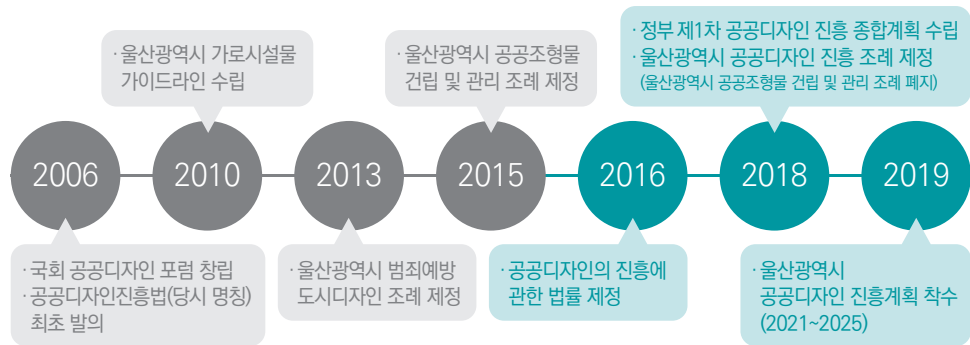 · 울산광역시 가로시설물
가이드라인 수립
· 울산광역시 공공조형물
건립 및 관리 조례 제정
· 정부 제1차 공공디자인 진흥 종합계획 수립
· 울산광역시 공공디자인 진흥 조례 제정
(울산광역시 공공조형물 건립 및 관리 조례 폐지)
2006
2010
2013
2015
2016
2018
2019
· 국회 공공디자인 포럼 창립
· 공공디자인진흥법(당시 명칭)
최초 발의
· 울산광역시 범죄예방
도시디자인 조례 제정
· 공공디자인의 진흥에
관한 법률 제정
· 울산광역시
공공디자인 진흥계획 착수
(2021~2025)